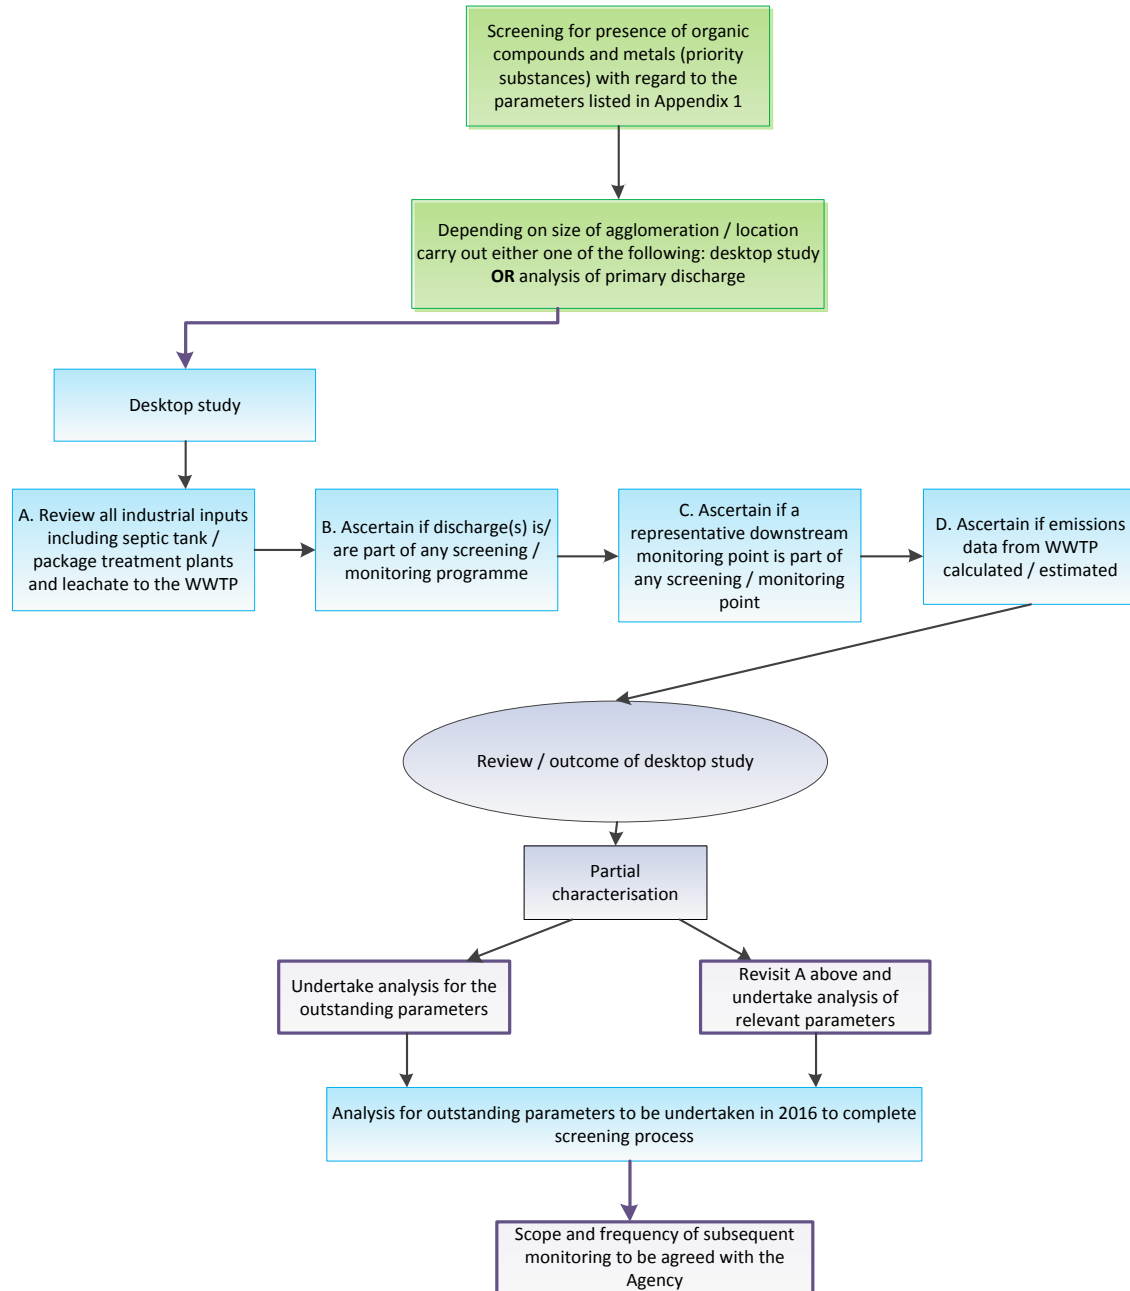 Screening for presence of organic
compounds and metals (priority
substances) with regard to the
parameters listed in Appendix 1
Depending on size of agglomeration / location
carry out either one of the following: desktop study
OR analysis of primary discharge
Desktop study
A. Review all industrial inputs
including septic tank /
package treatment plants
and leachate to the WWTP
B. Ascertain if discharge(s) is/
are part of any screening /
monitoring programme
C. Ascertain if a
representative downstream
monitoring point is part of
any screening / monitoring
point
D. Ascertain if emissions
data from WWTP
calculated / estimated
Review / outcome of desktop study
Partial
characterisation
Undertake analysis for the
outstanding parameters
Revisit A above and
undertake analysis of
relevant parameters
Analysis for outstanding parameters to be undertaken in 2016 to complete
screening process
Scope and frequency of subsequent
monitoring to be agreed with the
Agency